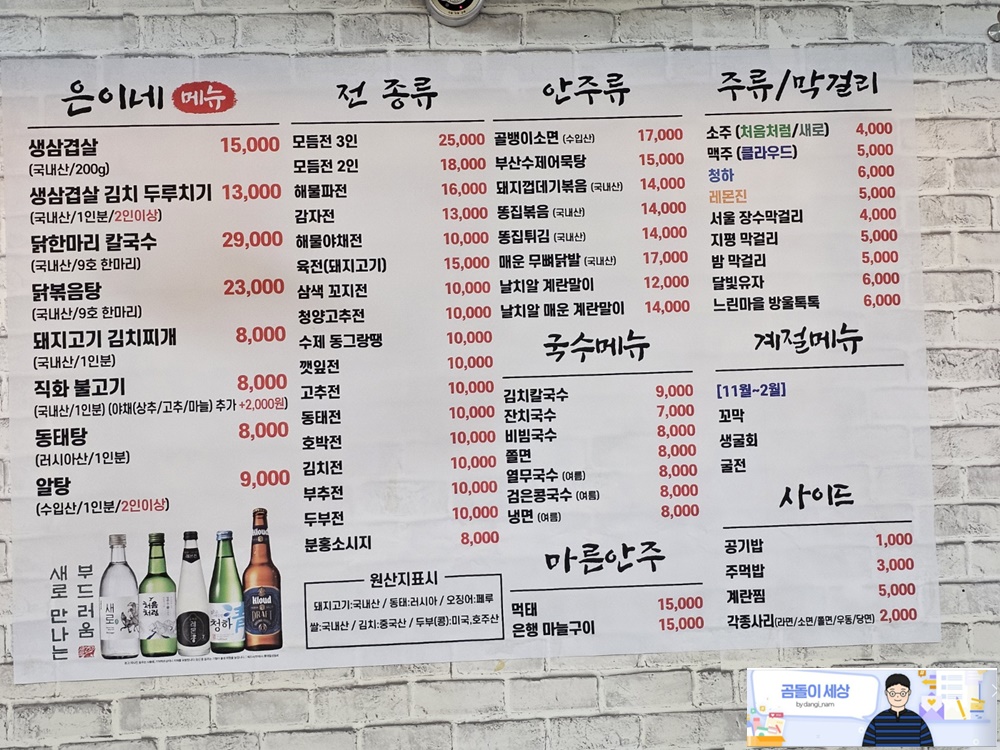 은이네 메뉴
생삼겹살 15,000
(국내산/200g)
생삼겹살 김치 두루치기 13,000
(국내산/1인분/2인이상)
닭한마리 칼국수 29,000
(국내산/9호 한마리)
닭볶음탕 23,000
(국내산/9호 한마리)
돼지고기 김치찌개 8,000
(국내산/1인분)
직화 불고기 8,000
(국내산/1인분) (야채(상추/고추/마늘) 추가 +2,000원)
동태탕 8,000
(러시아산/1인분)
알탕 9,000
(수입산/1인분/2인이상)
부드러움
새로 만나는
새로
처음처럼
청하
Kloud
DRAFT
전 종류
모듬전 3인 25,000
모듬전 2인 18,000
해물파전 16,000
감자전 13,000
해물야채전 10,000
육전(돼지고기) 15,000
삼색 꼬지전 10,000
청양고추전 10,000
수제 동그랑땡 10,000
깻잎전 10,000
고추전 10,000
동태전 10,000
호박전 10,000
김치전 10,000
부추전 10,000
두부전 10,000
분홍소시지 8,000
원산지표시
돼지고기:국내산 / 동태:러시아 / 오징어:페루
쌀:국내산 / 김치:중국산 / 두부(콩):미국,호주산
안주류
골뱅이소면 (수입산) 17,000
부산수제어묵탕 15,000
돼지껍데기볶음 (국내산) 14,000
똥집볶음 (국내산) 14,000
똥집튀김 (국내산) 14,000
매운 무뼈닭발 (국내산) 17,000
날치알 계란말이 12,000
날치알 매운 계란말이 14,000
국수메뉴
김치칼국수 9,000
잔치국수 7,000
비빔국수 8,000
쫄면 8,000
열무국수 (여름) 8,000
검은콩국수 (여름) 8,000
냉면 (여름) 8,000
마른안주
먹태 15,000
은행 마늘구이 15,000
주류/막걸리
소주 (처음처럼/새로) 4,000
맥주 (클라우드) 5,000
청하 6,000
레몬진 5,000
서울 장수막걸리 4,000
지평 막걸리 5,000
밤 막걸리 5,000
달빛유자 6,000
느린마을 방울톡톡 6,000
계절메뉴
[11월~2월]
꼬막
생굴회
굴전
사이드
공기밥 1,000
주먹밥 3,000
계란찜 5,000
각종사리(라면/소면/쫄면/우동/당면) 2,000
곰돌이 세상
by dangi_nam